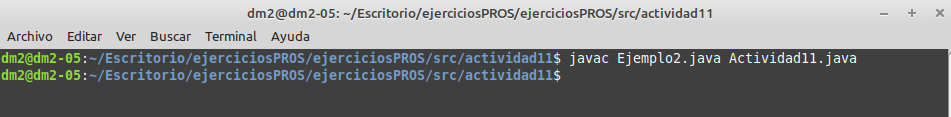 dm2@dm2-05: ~/Escritorio/ejerciciosPROS/ejerciciosPROS/src/actividad11
Archivo Editar Ver Buscar Terminal Ayuda
dm2@dm2-05:~/Escritorio/ejerciciosPROS/ejerciciosPROS/src/actividad11$ javac Ejemplo2.java Actividad11.java
dm2@dm2-05:~/Escritorio/ejerciciosPROS/ejerciciosPROS/src/actividad11$